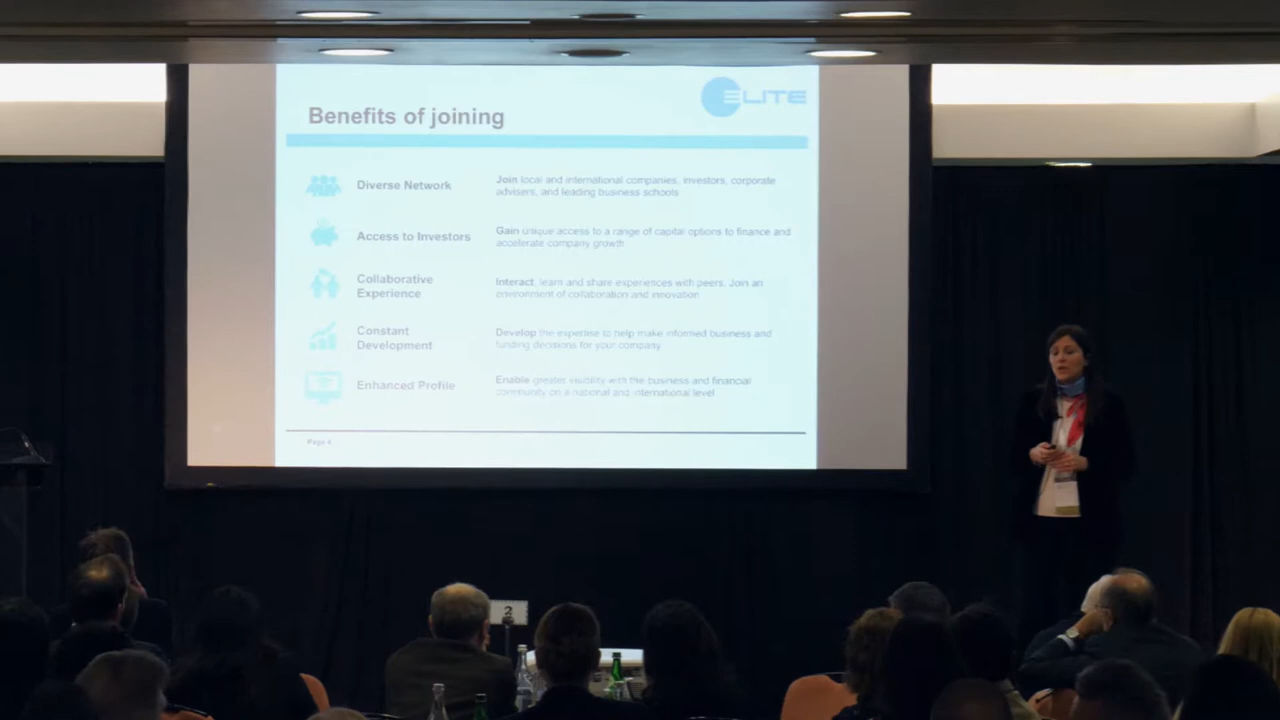 ELITE
Benefits of joining
Diverse Network
Join local and international companies, investors, corporate
advisers, and leading business schools
Access to Investors
Gain unique access to a range of capital options to finance and
accelerate company growth
Collaborative
Experience
Interact, learn and share experiences with peers. Join an
environment of collaboration and innovation
Constant
Development
Develop the expertise to help make informed business and
funding decisions for your company
Enhanced Profile
Enable greater visibility with the business and financial
community on a national and international level
Page 4
2